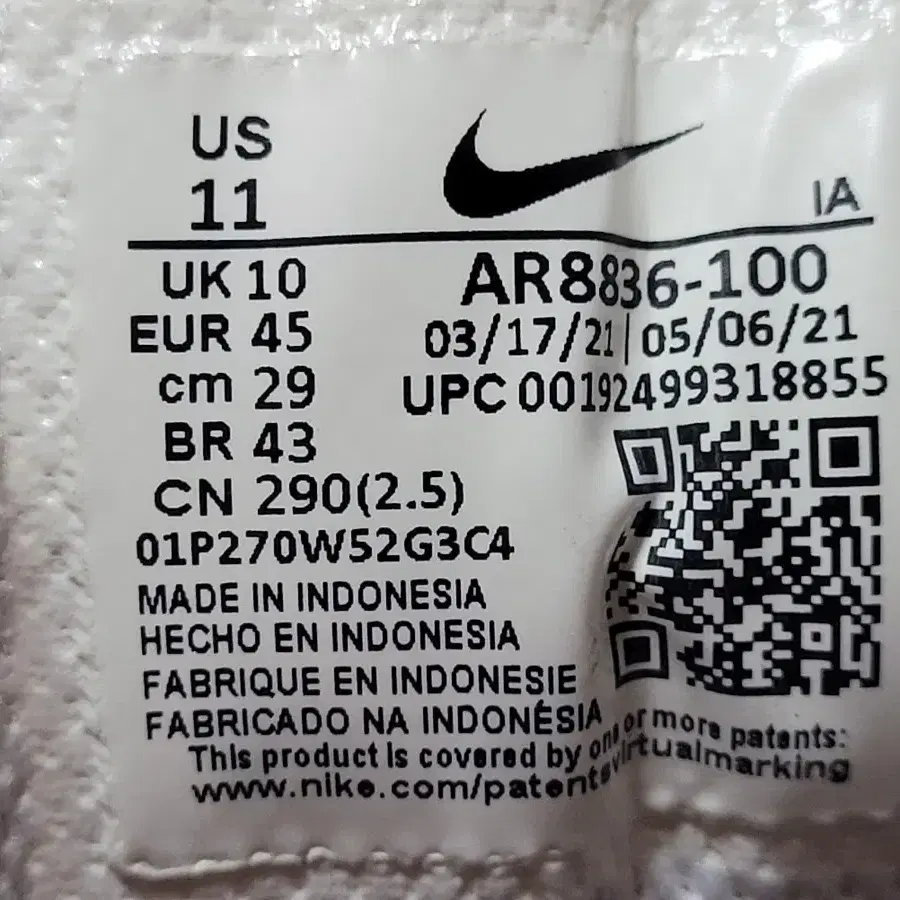 US
11
IA
UK 10
EUR 45
cm 29
BR 43
CN 290(2.5)
AR8836-100
03/17/21|05/06/21
UPC 00192499318855
01P270W52G3C4
MADE IN INDONESIA
HECHO EN INDONESIA
FABRIQUE EN INDONESIE
FABRICADO NA INDONÉSIA
This product is covered by one or more patents:
www.nike.com/patentsvirtualmarking